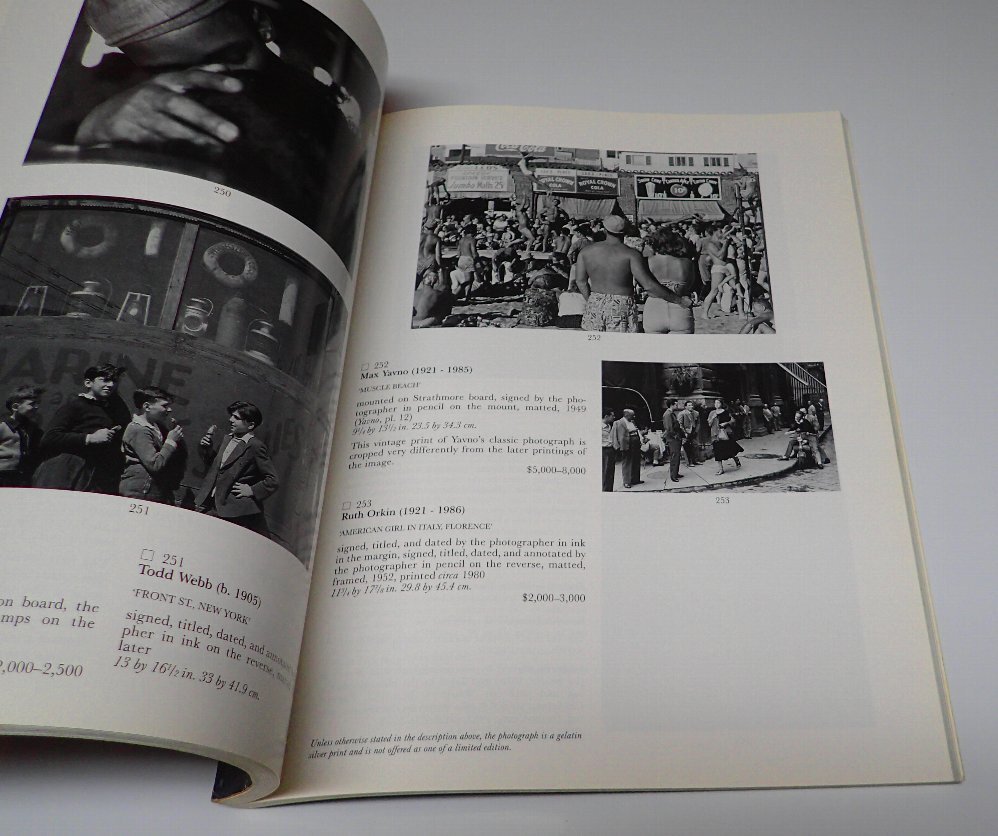 250
MARINE
251
on board, the
mps on the
2,000–2,500
☐ 251
Todd Webb (b. 1905)
'FRONT ST, NEW YORK'
signed, titled, dated, and
pher in ink on the reverse,
later
13 by 16½ in. 33 by 41.9 cm.
Coca-Cola
Jumbo Malts 25¢
ROYAL CROWN
COLA
ROYAL CROWN
COLA
10¢
252
☐ 252
Max Yavno (1921 - 1985)
'MUSCLE BEACH'
mounted on Strathmore board, signed by the pho-
tographer in pencil on the mount, matted, 1949
(Yavno, pl. 12)
9¼ by 13½ in. 23.5 by 34.3 cm.
This vintage print of Yavno's classic photograph is
cropped very differently from the later printings of
the image.
$5,000–8,000
253
☐ 253
Ruth Orkin (1921 - 1986)
'AMERICAN GIRL IN ITALY, FLORENCE'
signed, titled, and dated by the photographer in ink
in the margin, signed, titled, dated, and annotated by
the photographer in pencil on the reverse, matted,
framed, 1952, printed circa 1980
11¾ by 17⅞ in. 29.8 by 45.4 cm.
$2,000–3,000
Unless otherwise stated in the description above, the photograph is a gelatin
silver print and is not offered as one of a limited edition.